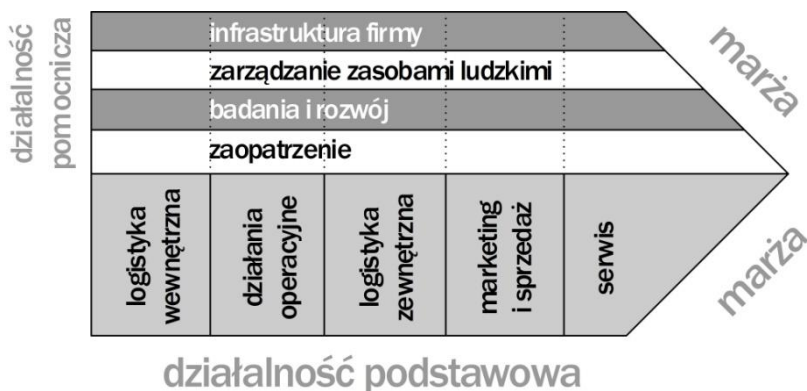 działalność
pomocnicza
infrastruktura firmy
zarządzanie zasobami ludzkimi
badania i rozwój
zaopatrzenie
marża
logistyka
wewnętrzna
działania
operacyjne
logistyka
zewnętrzna
marketing
i sprzedaż
serwis
marża
działalność podstawowa